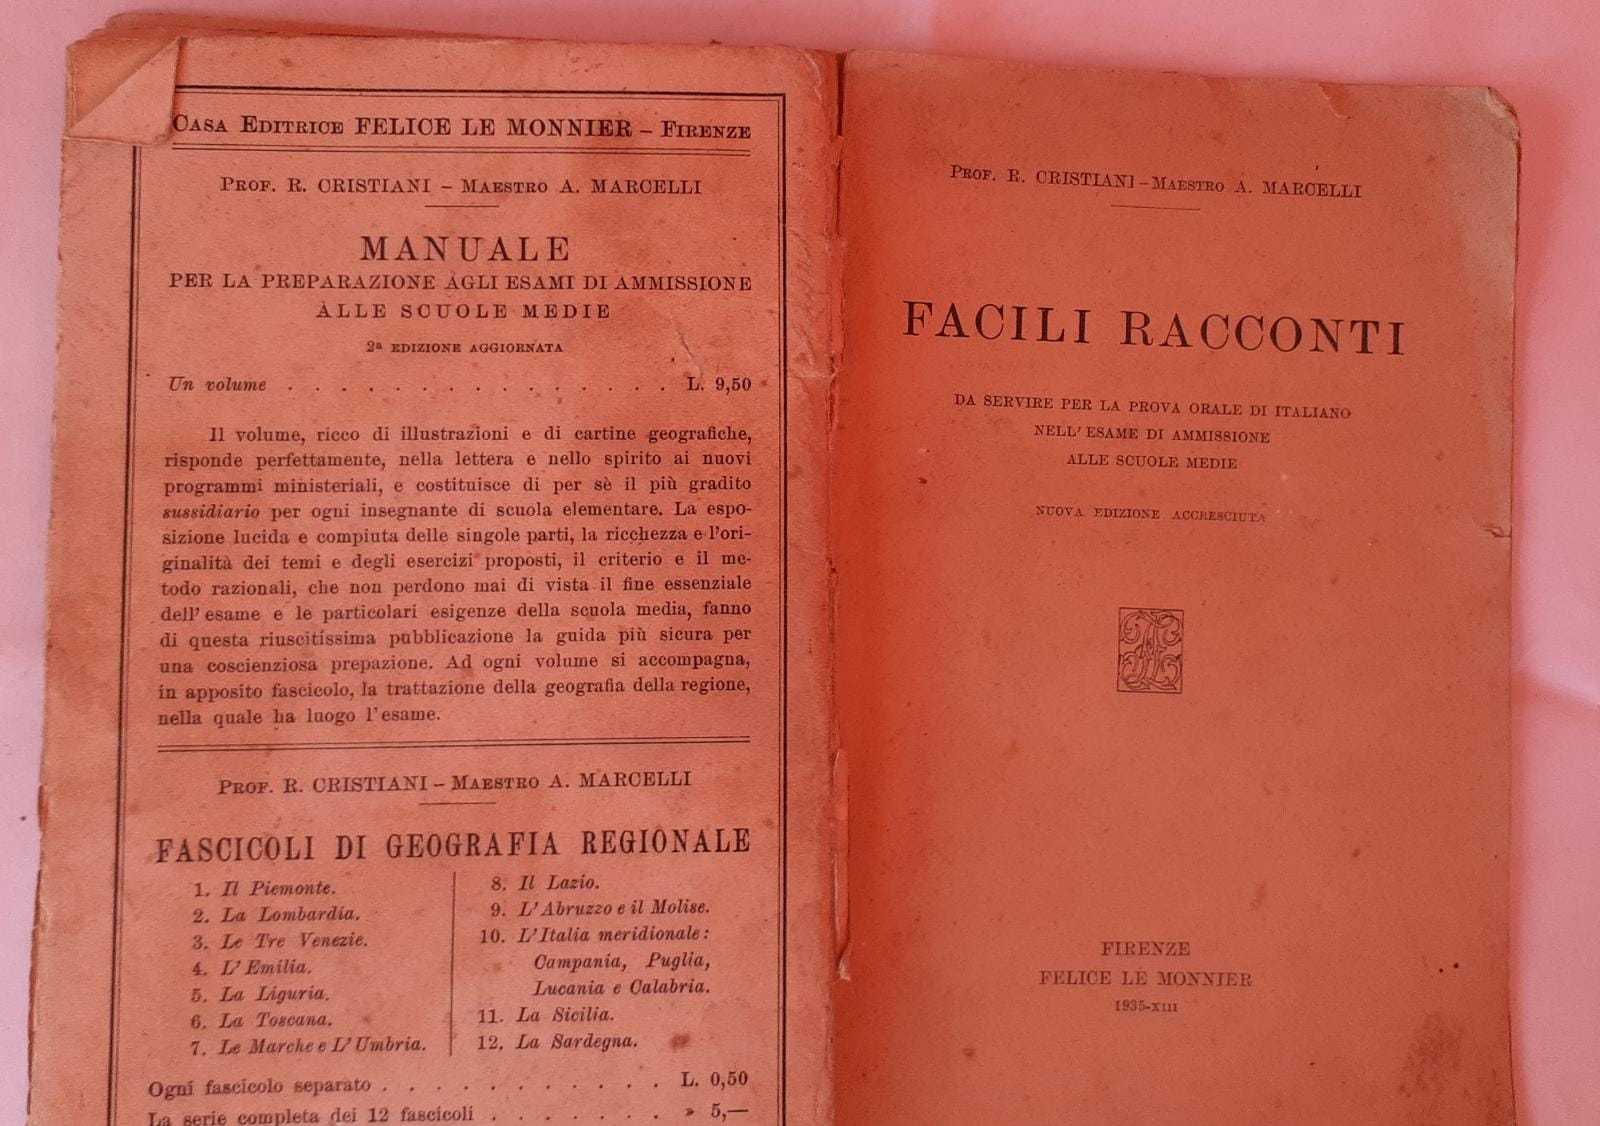 Casa Editrice FELICE LE MONNIER – Firenze
Prof. R. CRISTIANI – Maestro A. MARCELLI
MANUALE
PER LA PREPARAZIONE AGLI ESAMI DI AMMISSIONE
ALLE SCUOLE MEDIE
2ª EDIZIONE AGGIORNATA
Un volume . . . . . . . . . . . . . . . L. 9,50
Il volume, ricco di illustrazioni e di cartine geografiche,
risponde perfettamente, nella lettera e nello spirito ai nuovi
programmi ministeriali, e costituisce di per sè il più gradito
sussidiario per ogni insegnante di scuola elementare. La espo-
sizione lucida e compiuta delle singole parti, la ricchezza e l'ori-
ginalità dei temi e degli esercizi proposti, il criterio e il me-
todo razionali, che non perdono mai di vista il fine essenziale
dell'esame e le particolari esigenze della scuola media, fanno
di questa riuscitissima pubblicazione la guida più sicura per
una coscienziosa prepazione. Ad ogni volume si accompagna,
in apposito fascicolo, la trattazione della geografia della regione,
nella quale ha luogo l'esame.
Prof. R. CRISTIANI – Maestro A. MARCELLI
FASCICOLI DI GEOGRAFIA REGIONALE
1. Il Piemonte.
2. La Lombardia.
3. Le Tre Venezie.
4. L'Emilia.
5. La Liguria.
6. La Toscana.
7. Le Marche e L'Umbria.
8. Il Lazio.
9. L'Abruzzo e il Molise.
10. L'Italia meridionale:
Campania, Puglia,
Lucania e Calabria.
11. La Sicilia.
12. La Sardegna.
Ogni fascicolo separato . . . . . . . . . . . L. 0,50
La serie completa dei 12 fascicoli . . . . . . . » 5,—
Prof. R. CRISTIANI – Maestro A. MARCELLI
FACILI RACCONTI
DA SERVIRE PER LA PROVA ORALE DI ITALIANO
NELL'ESAME DI AMMISSIONE
ALLE SCUOLE MEDIE
NUOVA EDIZIONE ACCRESCIUTA
FIRENZE
FELICE LE MONNIER
1935-XIII